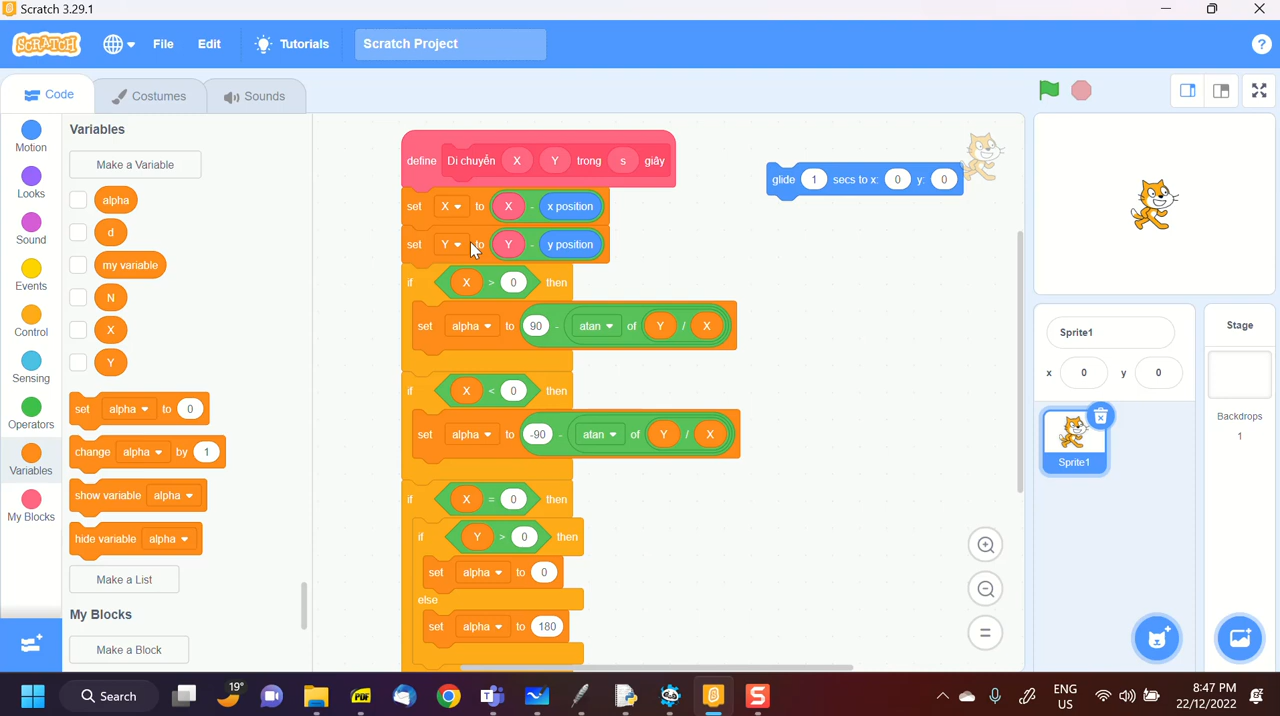 Scratch 3.29.1
SCRATCH File Edit Tutorials Scratch Project ?
Code Costumes Sounds
Motion
Looks
Sound
Events
Control
Sensing
Operators
Variables
My Blocks
Variables
Make a Variable
alpha
d
my variable
N
X
Y
set alpha to 0
change alpha by 1
show variable alpha
hide variable alpha
Make a List
My Blocks
Make a Block
define Di chuyển X Y trong s giây
set X to X - x position
set Y to Y - y position
if X > 0 then
set alpha to 90 - atan of Y / X
if X < 0 then
set alpha to -90 - atan of Y / X
if X = 0 then
if Y > 0 then
set alpha to 0
else
set alpha to 180
glide 1 secs to x: 0 y: 0
Sprite1
x 0 y 0
Sprite1
Stage
Backdrops
1
Search
19°
PDF
ENG
US
8:47 PM
22/12/2022